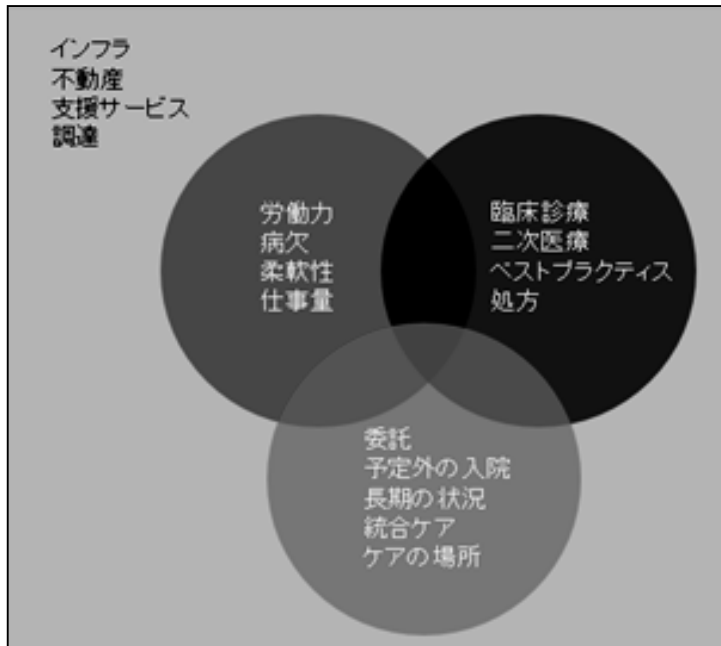 インフラ
不動産
支援サービス
調達
労働力
病欠
柔軟性
仕事量
臨床診療
二次医療
ベストプラクティス
処方
委託
予定外の入院
長期の状況
統合ケア
ケアの場所